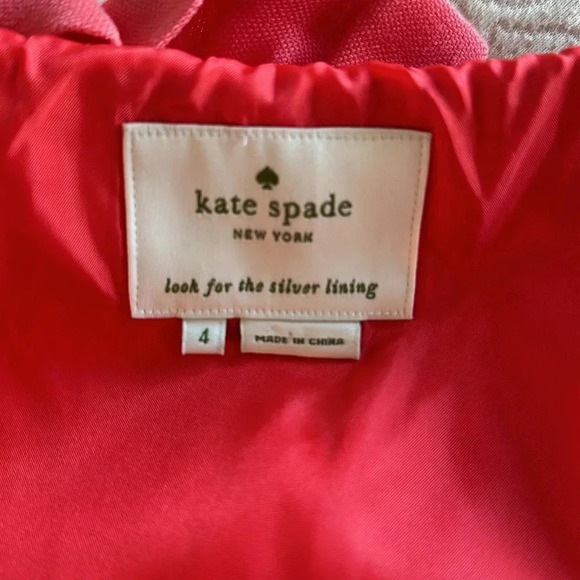 kate spade
NEW YORK
look for the silver lining
4
MADE IN CHINA